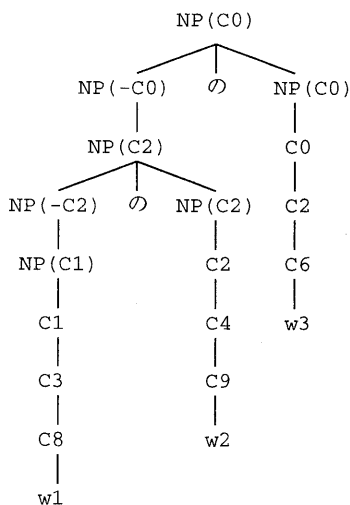 NP(C0)
NP(-C0) の NP(C0)
NP(C2) C0
NP(-C2) の NP(C2) C2
NP(C1) C2 C6
C1 C4 w3
C3 C9
C8 w2
w1